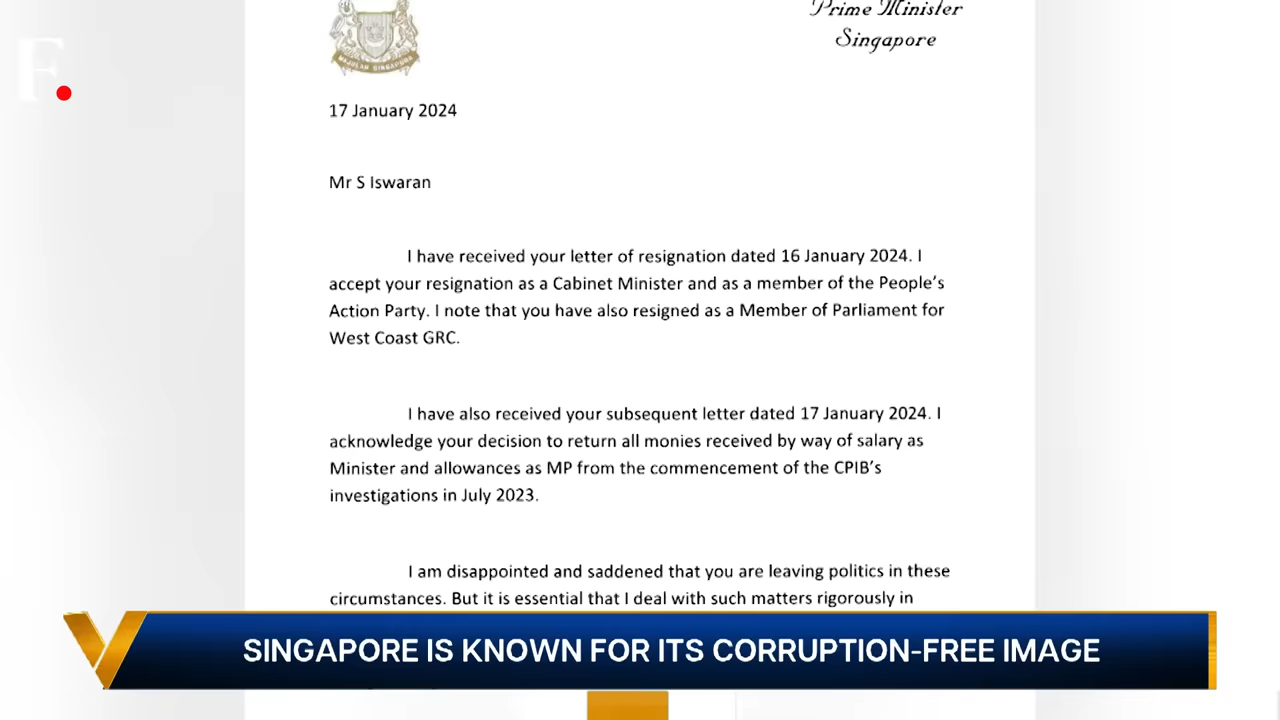 F
Prime Minister
Singapore
MAJULAH SINGAPURA
17 January 2024
Mr S Iswaran
I have received your letter of resignation dated 16 January 2024. I
accept your resignation as a Cabinet Minister and as a member of the People's
Action Party. I note that you have also resigned as a Member of Parliament for
West Coast GRC.
I have also received your subsequent letter dated 17 January 2024. I
acknowledge your decision to return all monies received by way of salary as
Minister and allowances as MP from the commencement of the CPIB's
investigations in July 2023.
I am disappointed and saddened that you are leaving politics in these
circumstances. But it is essential that I deal with such matters rigorously in
SINGAPORE IS KNOWN FOR ITS CORRUPTION-FREE IMAGE